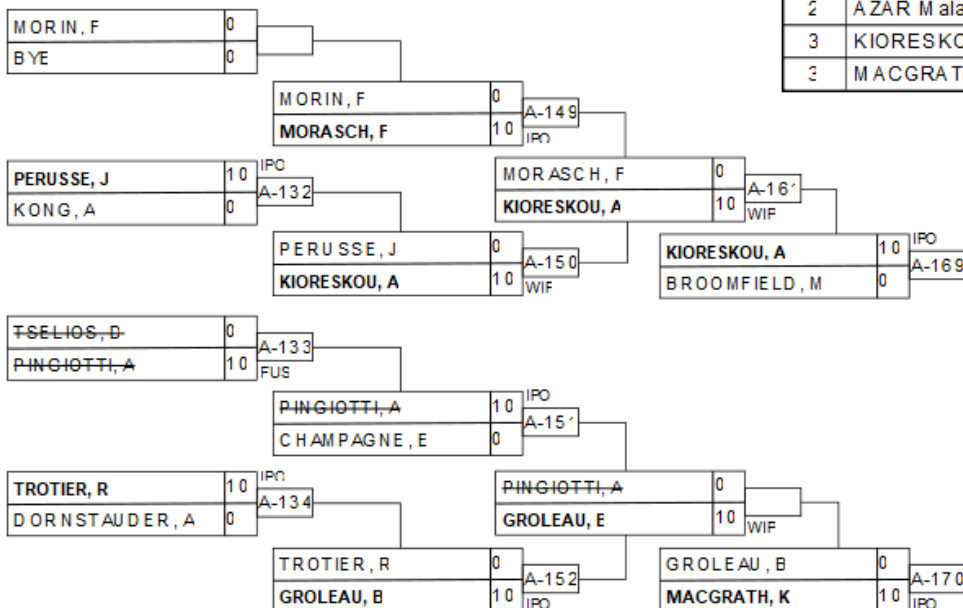 2 AZAR Mala
3 KIORESKO
3 MACGRAT
MORIN, F 0
BYE 0
MORIN, F 0
MORASCH, F 10
A-149
IPO
PERUSSE, J 10
KONG, A 0
IPO
A-132
MORASCH, F 0
KIORESKOU, A 10
A-161
WIF
PERUSSE, J 0
KIORESKOU, A 10
A-150
WIF
KIORESKOU, A 10
BROOMFIELD, M 0
IPO
A-169
TSELIOS, D 0
PINGIOTTI, A 10
A-133
FUS
PINGIOTTI, A 10
CHAMPAGNE, E 0
IPO
A-151
TROTIER, R 10
DORNSTAUDER, A 0
IPO
A-134
PINGIOTTI, A 0
GROLEAU, B 10
WIF
TROTIER, R 0
GROLEAU, B 10
A-152
IPO
GROLEAU, B 0
MACGRATH, K 10
A-170
IPO